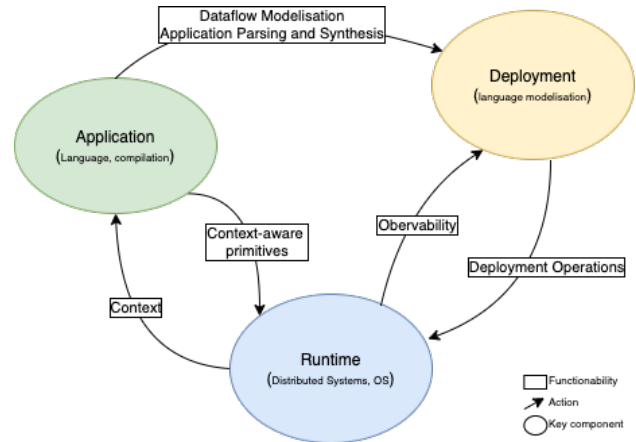 Dataflow Modelisation
Application Parsing and Synthesis
Deployment
(language modelisation)
Application
(Language, compilation)
Context-aware
primitives
Obervability
Deployment Operations
Context
Runtime
(Distributed Systems, OS)
Functionability
Action
Key component